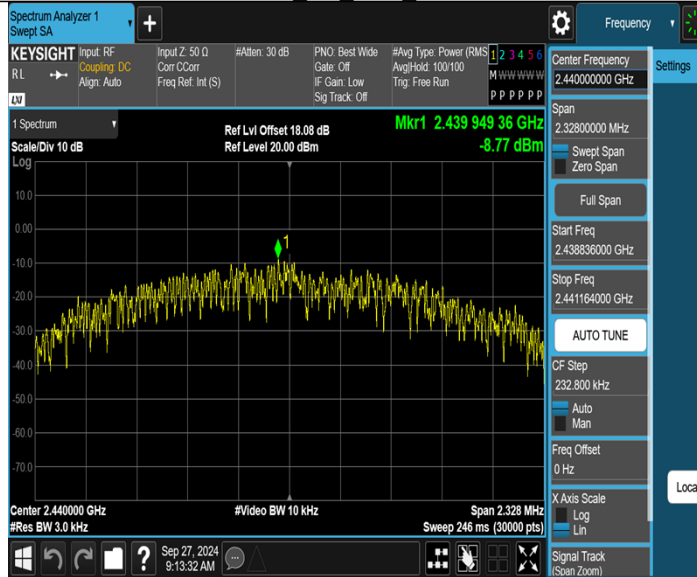 Spectrum Analyzer 1
Swept SA
Frequency
KEYSIGHT
RL
LXI
Input: RF
Coupling: DC
Align: Auto
Input Z: 50 Ω
Corr CCorr
Freq Ref: Int (S)
#Atten: 30 dB
PNO: Best Wide
Gate: Off
IF Gain: Low
Sig Track: Off
#Avg Type: Power (RMS
Avg|Hold: 100/100
Trig: Free Run
1 2 3 4 5 6
M W W W W W
P P P P P P
Center Frequency
2.440000000 GHz
Settings
Span
2.32800000 MHz
Swept Span
Zero Span
Full Span
Start Freq
2.438836000 GHz
Stop Freq
2.441164000 GHz
AUTO TUNE
CF Step
232.800 kHz
Auto
Man
Freq Offset
0 Hz
X Axis Scale
Log
Lin
Signal Track
(Span Zoom)
Loca
1 Spectrum
Scale/Div 10 dB
Log
Ref Lvl Offset 18.08 dB
Ref Level 20.00 dBm
Mkr1 2.439 949 36 GHz
-8.77 dBm
1
10.0
0.00
-10.0
-20.0
-30.0
-40.0
-50.0
-60.0
-70.0
Center 2.440000 GHz
#Res BW 3.0 kHz
#Video BW 10 kHz
Span 2.328 MHz
Sweep 246 ms (30000 pts)
?
Sep 27, 2024
9:13:32 AM